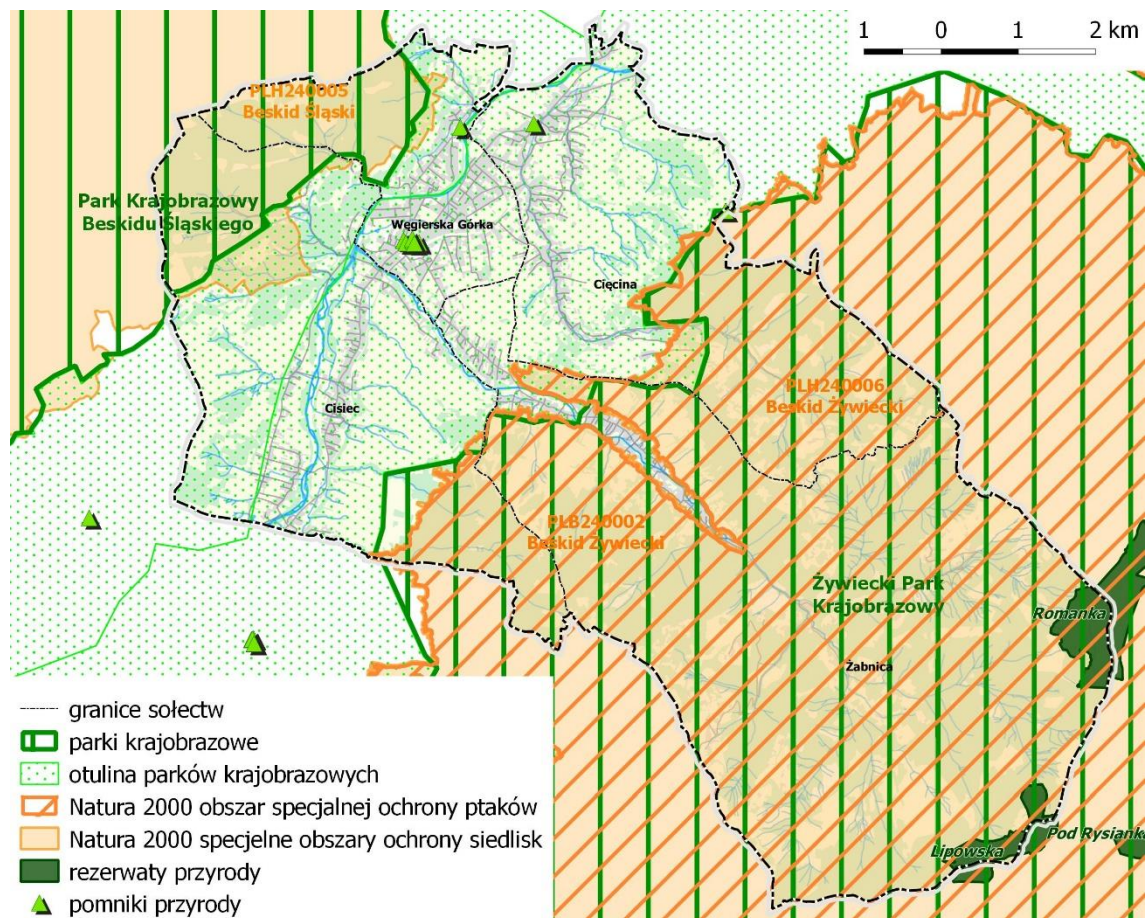 1 0 1 2 km
PLH240005
Beskid Śląski
Park Krajobrazowy
Beskidu Śląskiego
Węgierska Górka
Cięcina
Cisiec
PLH240006
Beskid Żywiecki
PLB240002
Beskid Żywiecki
Żywiecki Park
Krajobrazowy
Romanka
Żabnica
Pod Rysianką
Lipowska
granice sołectw
parki krajobrazowe
otulina parków krajobrazowych
Natura 2000 obszar specjalnej ochrony ptaków
Natura 2000 specjelne obszary ochrony siedlisk
rezerwaty przyrody
pomniki przyrody